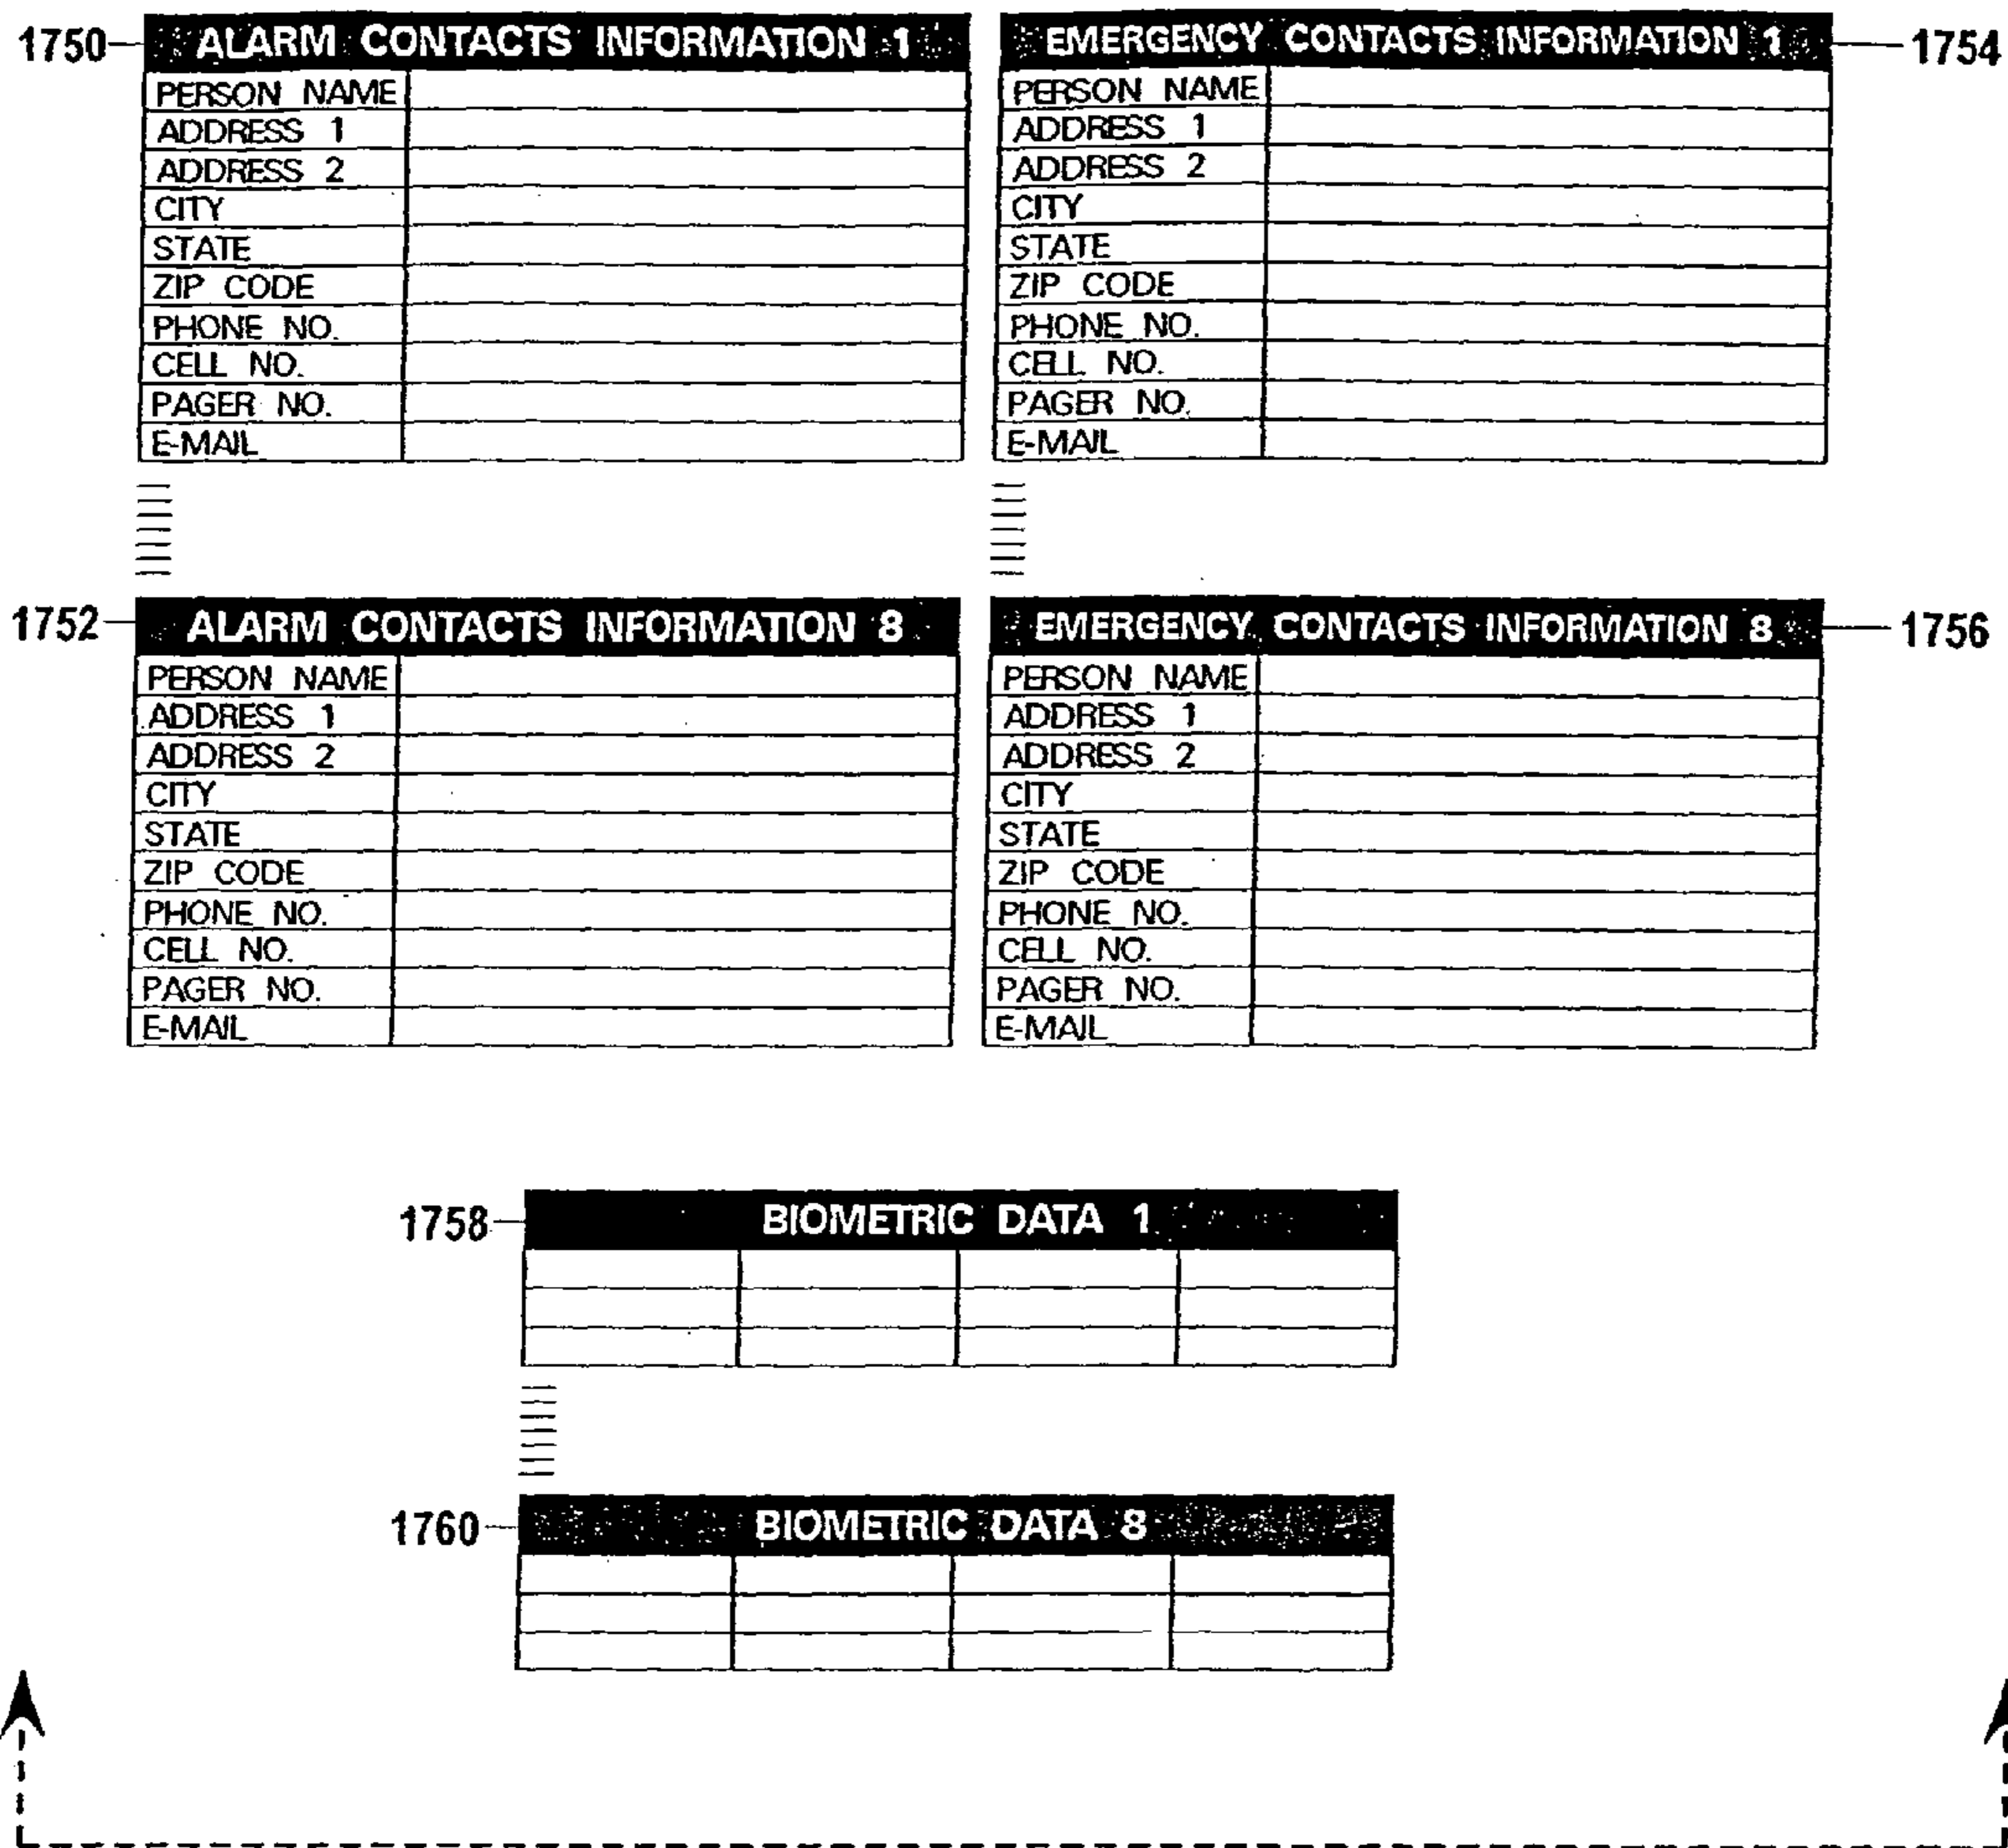 1750 ALARM CONTACTS INFORMATION 1
PERSON NAME
ADDRESS 1
ADDRESS 2
CITY
STATE
ZIP CODE
PHONE NO.
CELL NO.
PAGER NO.
E-MAIL
EMERGENCY CONTACTS INFORMATION 1 1754
PERSON NAME
ADDRESS 1
ADDRESS 2
CITY
STATE
ZIP CODE
PHONE NO.
CELL NO.
PAGER NO.
E-MAIL
1752 ALARM CONTACTS INFORMATION 8
PERSON NAME
ADDRESS 1
ADDRESS 2
CITY
STATE
ZIP CODE
PHONE NO.
CELL NO.
PAGER NO.
E-MAIL
EMERGENCY CONTACTS INFORMATION 8 1756
PERSON NAME
ADDRESS 1
ADDRESS 2
CITY
STATE
ZIP CODE
PHONE NO.
CELL NO.
PAGER NO.
E-MAIL
1758 BIOMETRIC DATA 1
1760 BIOMETRIC DATA 8